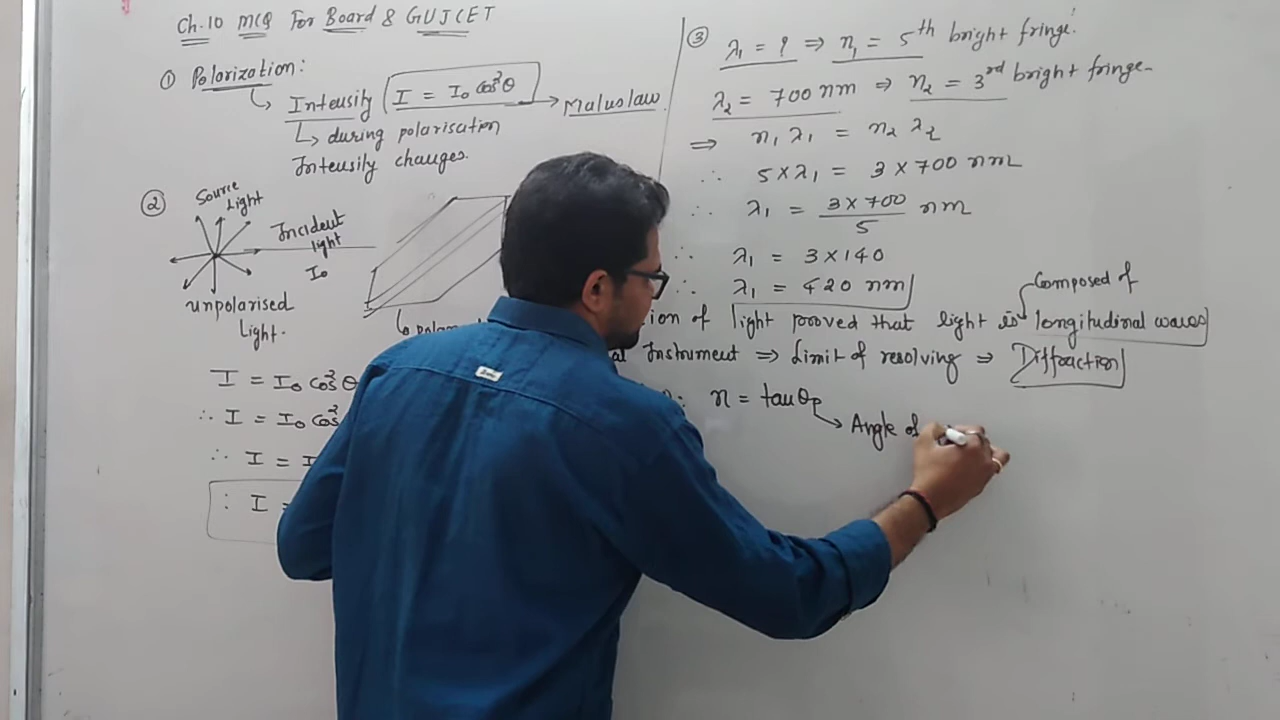 Ch.10 MCQ For Board & GUJCET
① Polarization:
Intensity I = I₀ cos²θ → Maluslaw
during polarisation
Intensity changes.
② Source
Light
Incident
light
I₀
unpolarised
Light.
I = I₀ cos²θ
∴ I = I₀ cos²
∴ I =
: I =
③ λ₁ = ? ⇒ n₁ = 5th bright fringe!
λ₂ = 700 nm ⇒ n₂ = 3rd bright fringe.
⇒ n₁ λ₁ = n₂ λ₂
∴ 5 × λ₁ = 3 × 700 nm
∴ λ₁ = 3 × 700 / 5 nm
∴ λ₁ = 3 × 140
∴ λ₁ = 420 nm
Composed of
ion of light proved that light is longitudinal waves
al Instrument ⇒ Limit of resolving ⇒ Diffraction
: n = tan θp
→ Angle of